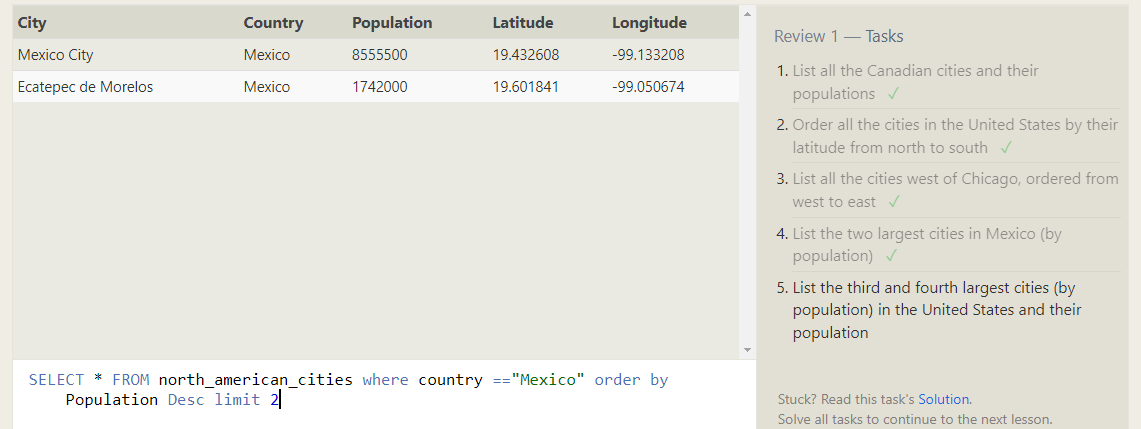 City Country Population Latitude Longitude
Mexico City Mexico 8555500 19.432608 -99.133208
Ecatepec de Morelos Mexico 1742000 19.601841 -99.050674
SELECT * FROM north_american_cities where country =="Mexico" order by
Population Desc limit 2
Review 1 — Tasks
1. List all the Canadian cities and their
populations ✓
2. Order all the cities in the United States by their
latitude from north to south ✓
3. List all the cities west of Chicago, ordered from
west to east ✓
4. List the two largest cities in Mexico (by
population) ✓
5. List the third and fourth largest cities (by
population) in the United States and their
population
Stuck? Read this task's Solution.
Solve all tasks to continue to the next lesson.